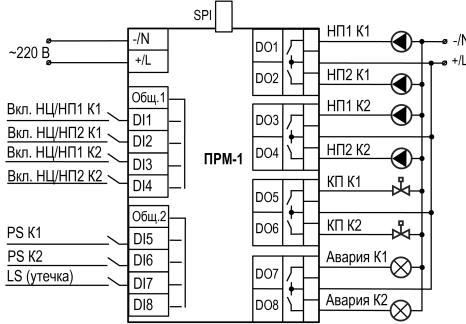 SPI
~220 В
-/N
+/L
Общ.1
Вкл. НЦ/НП1 К1
DI1
Вкл. НЦ/НП2 К1
DI2
Вкл. НЦ/НП1 К2
DI3
Вкл. НЦ/НП2 К2
DI4
Общ.2
PS К1
DI5
PS К2
DI6
LS (утечка)
DI7
DI8
ПРМ-1
DO1
НП1 К1
DO2
НП2 К1
DO3
НП1 К2
DO4
НП2 К2
DO5
КП К1
DO6
КП К2
DO7
Авария К1
DO8
Авария К2
-/N
+/L